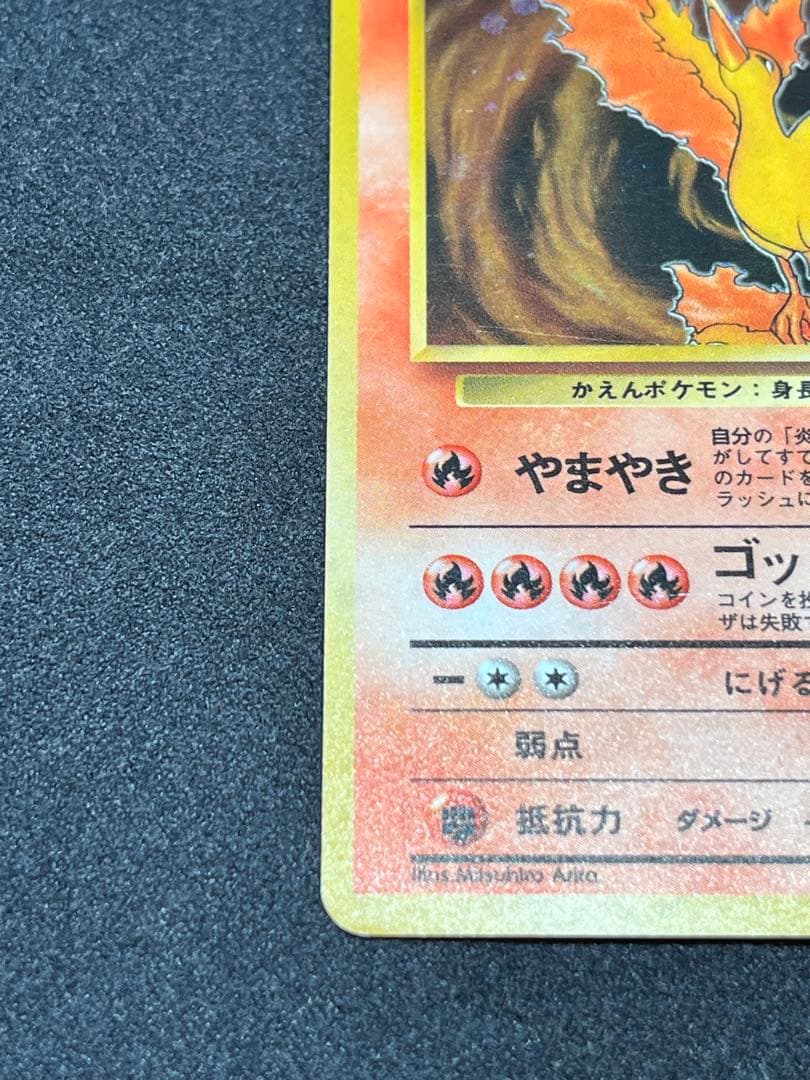 かえんポケモン：身長
やまやき
自分の「炎
がしてすて
のカードを
ラッシュに
ゴッ
コインを投
ザは失敗す
にげる
弱点
抵抗力 ダメージ
Illus. Mitsuhiro Arita